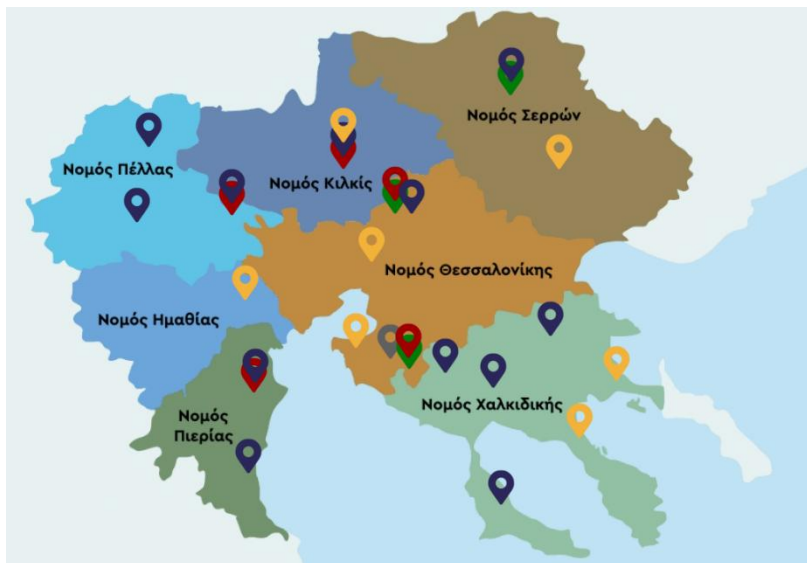 Νομός Σερρών
Νομός Πέλλας
Νομός Κιλκίς
Νομός Θεσσαλονίκης
Νομός Ημαθίας
Νομός Χαλκιδικής
Νομός
Πιερίας